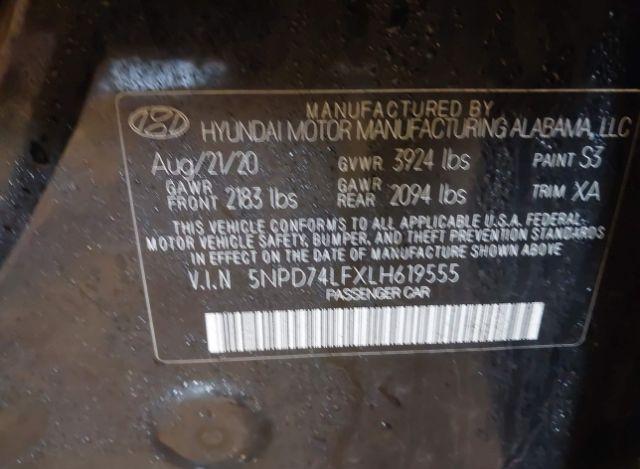 MANUFACTURED BY
HYUNDAI MOTOR MANUFACTURING ALABAMA, LLC
Aug/21/20 GVWR 3924 lbs PAINT S3
GAWR FRONT 2183 lbs GAWR REAR 2094 lbs TRIM XA
THIS VEHICLE CONFORMS TO ALL APPLICABLE U.S.A. FEDERAL
MOTOR VEHICLE SAFETY, BUMPER, AND THEFT PREVENTION STANDARDS
IN EFFECT ON THE DATE OF MANUFACTURE SHOWN ABOVE
V.I.N 5NPD74LFXLH619555
PASSENGER CAR